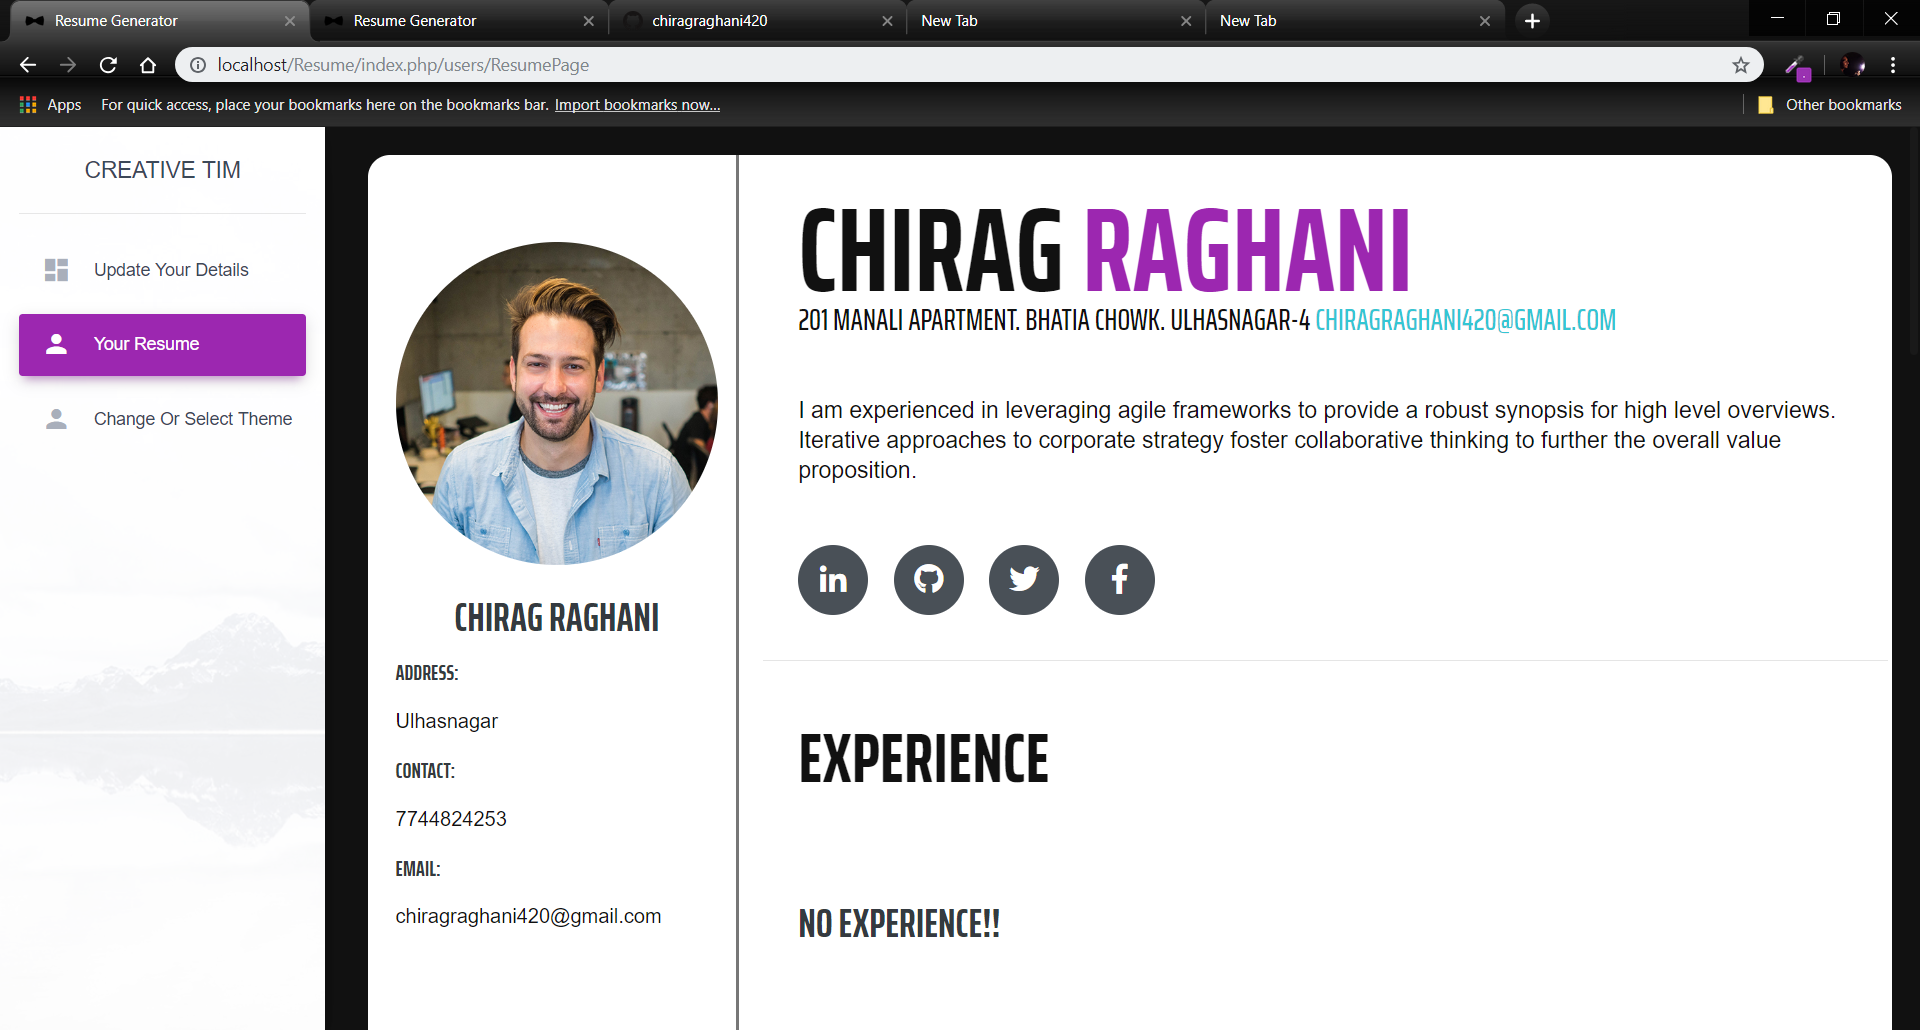 Resume Generator
Resume Generator
chiragraghani420
New Tab
New Tab
localhost/Resume/index.php/users/ResumePage
Apps
For quick access, place your bookmarks here on the bookmarks bar. Import bookmarks now...
Other bookmarks
CREATIVE TIM
Update Your Details
Your Resume
Change Or Select Theme
CHIRAG RAGHANI
ADDRESS:
Ulhasnagar
CONTACT:
7744824253
EMAIL:
chiragraghani420@gmail.com
CHIRAG RAGHANI
201 MANALI APARTMENT. BHATIA CHOWK. ULHASNAGAR-4 CHIRAGRAGHANI420@GMAIL.COM
I am experienced in leveraging agile frameworks to provide a robust synopsis for high level overviews.
Iterative approaches to corporate strategy foster collaborative thinking to further the overall value
proposition.
in
f
EXPERIENCE
NO EXPERIENCE!!